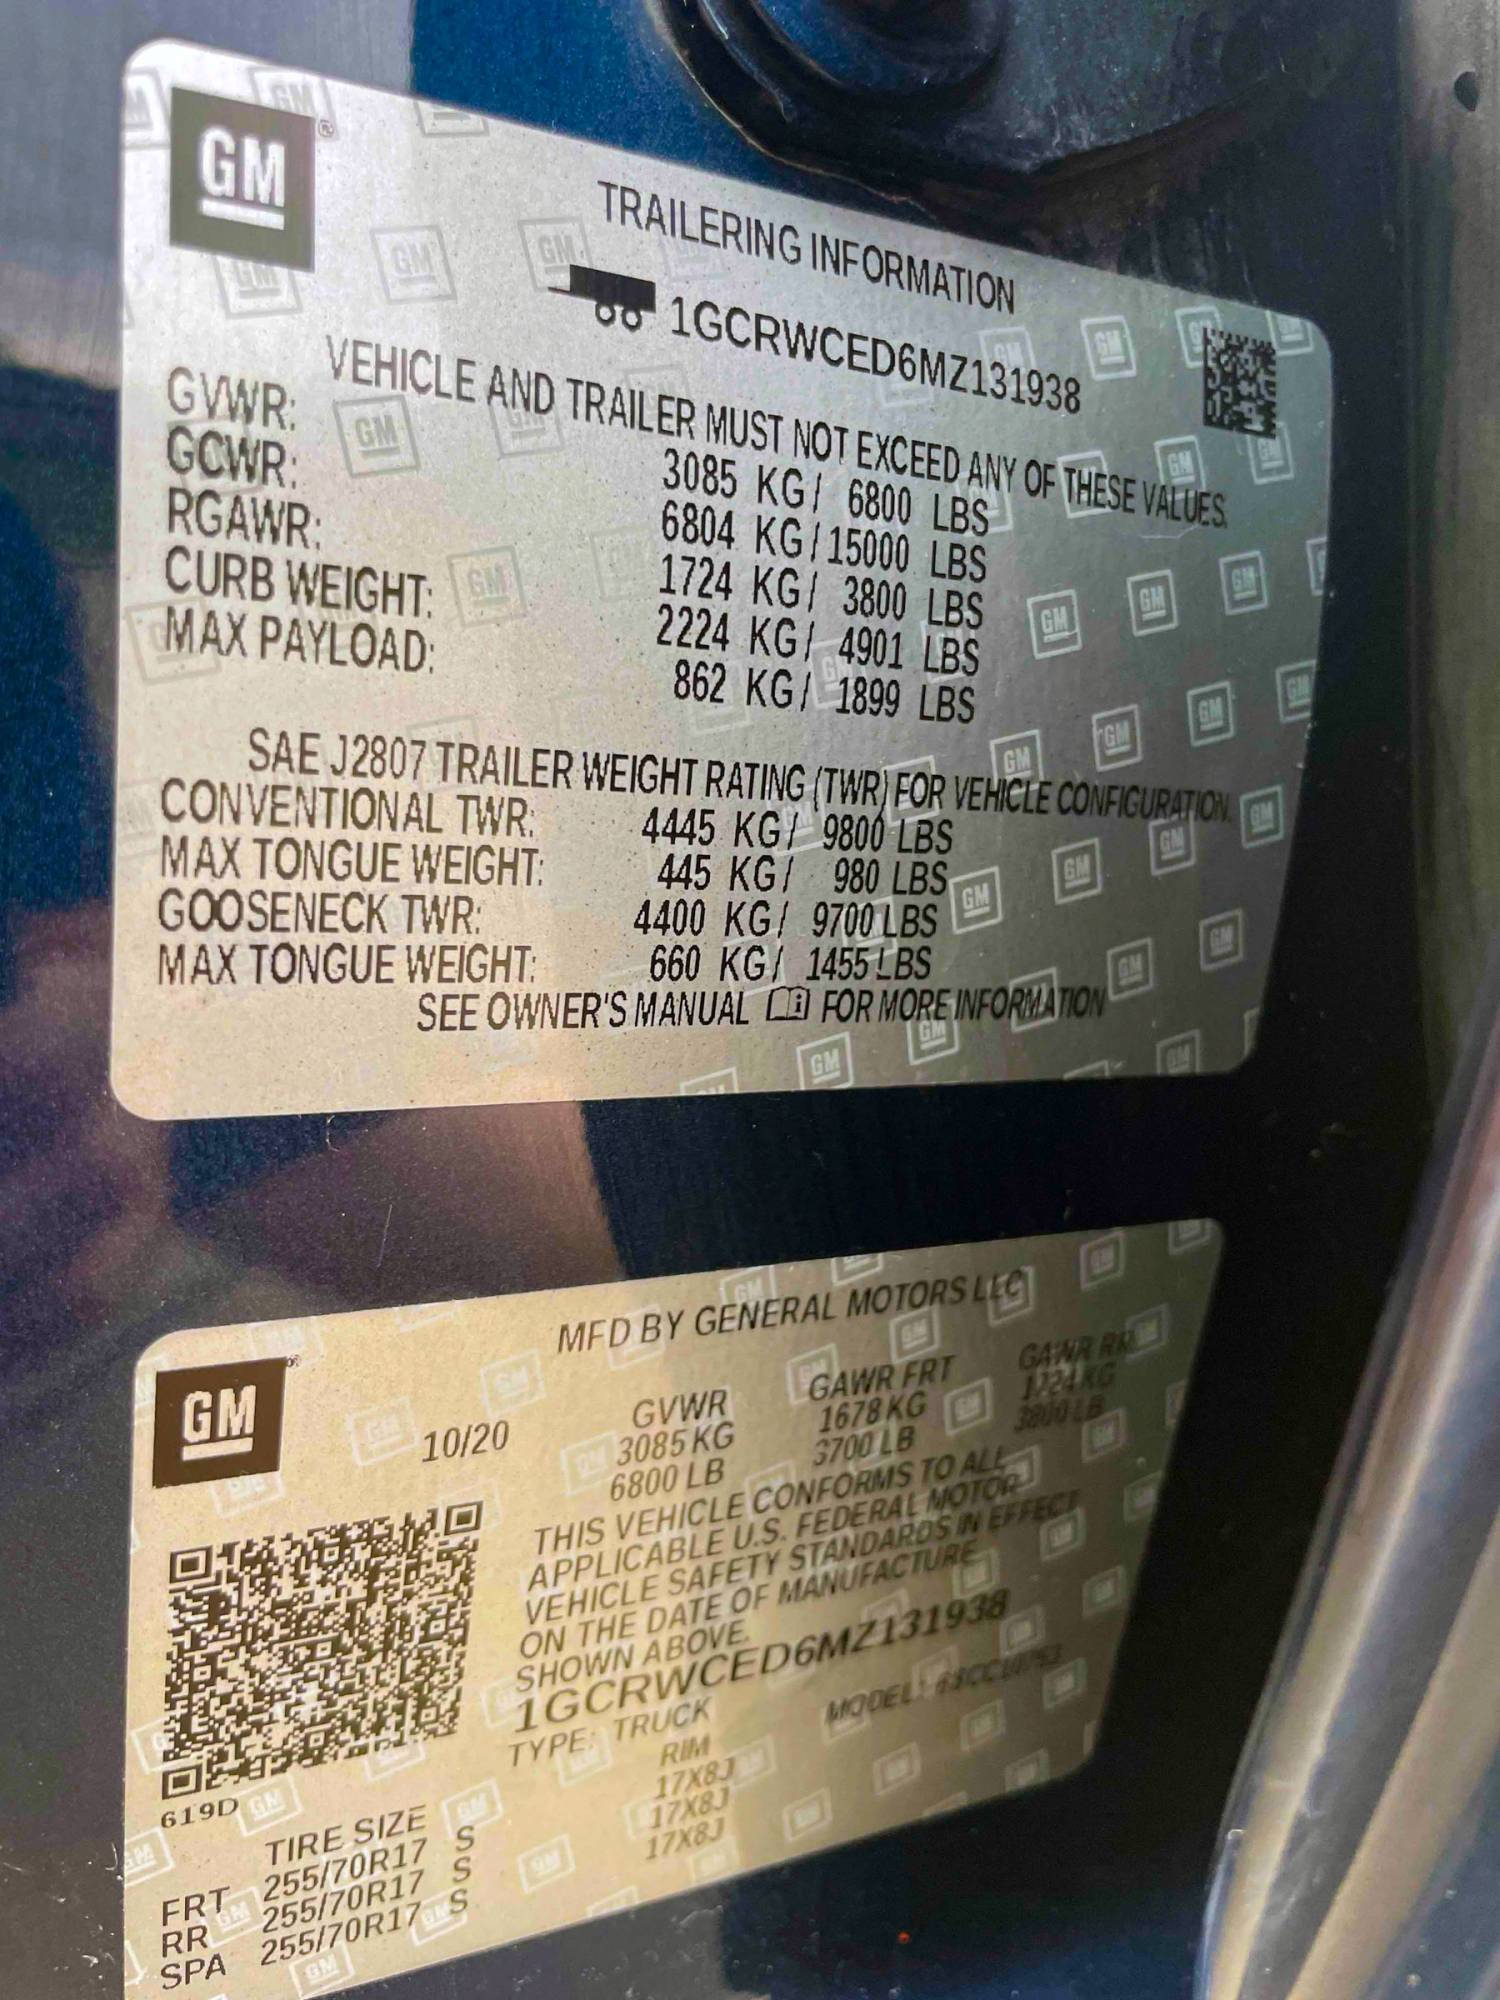 GM
TRAILERING INFORMATION
1GCRWCED6MZ131938
VEHICLE AND TRAILER MUST NOT EXCEED ANY OF THESE VALUES.
GVWR: 3085 KG/ 6800 LBS
GCWR: 6804 KG/15000 LBS
RGAWR: 1724 KG/ 3800 LBS
CURB WEIGHT: 2224 KG/ 4901 LBS
MAX PAYLOAD: 862 KG/ 1899 LBS
SAE J2807 TRAILER WEIGHT RATING (TWR) FOR VEHICLE CONFIGURATION.
CONVENTIONAL TWR: 4445 KG/ 9800 LBS
MAX TONGUE WEIGHT: 445 KG/ 980 LBS
GOOSENECK TWR: 4400 KG/ 9700 LBS
MAX TONGUE WEIGHT: 660 KG/ 1455 LBS
SEE OWNER'S MANUAL FOR MORE INFORMATION
GM
MFD BY GENERAL MOTORS LLC
10/20 GVWR GAWR FRT GAWR RR
3085 KG 1678 KG 1724 KG
6800 LB 3700 LB 3800 LB
THIS VEHICLE CONFORMS TO ALL
APPLICABLE U.S. FEDERAL MOTOR
VEHICLE SAFETY STANDARDS IN EFFECT
ON THE DATE OF MANUFACTURE
SHOWN ABOVE.
1GCRWCED6MZ131938
TYPE: TRUCK MODEL:
619D
TIRE SIZE RIM
FRT 255/70R17 S 17X8J
RR 255/70R17 S 17X8J
SPA 255/70R17 S 17X8J